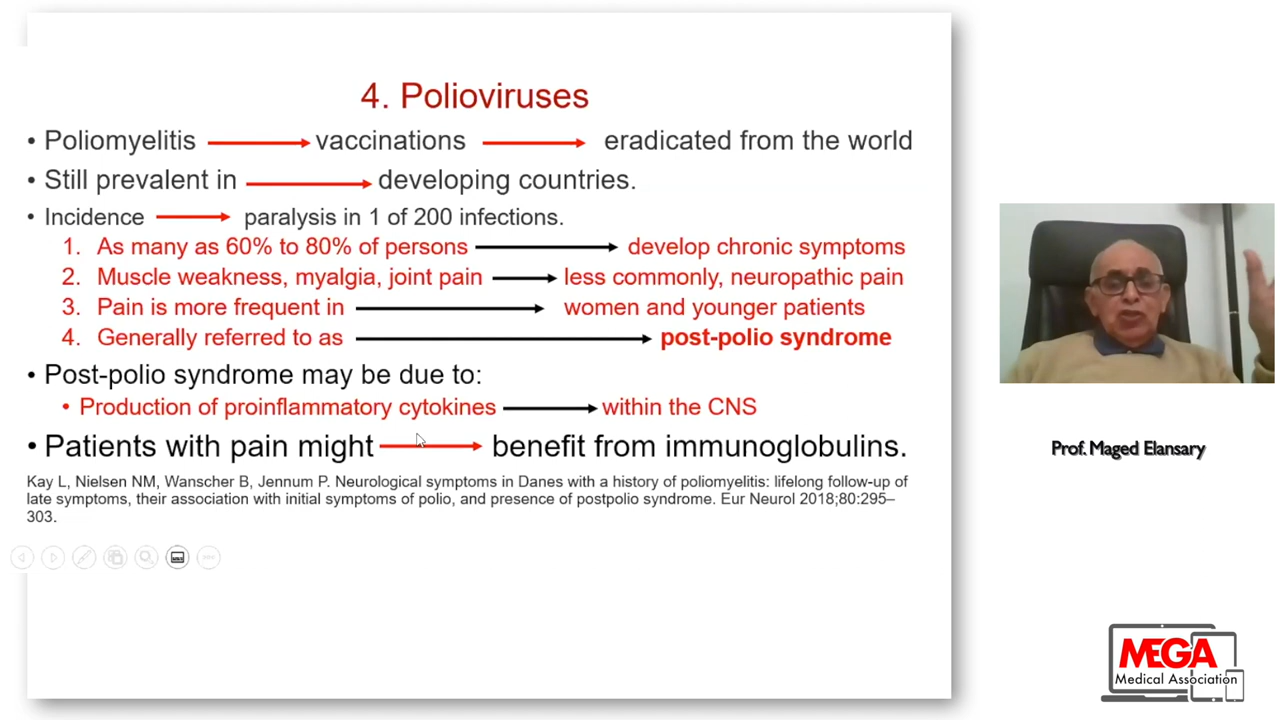 4. Polioviruses
• Poliomyelitis vaccinations eradicated from the world
• Still prevalent in developing countries.
• Incidence paralysis in 1 of 200 infections.
1. As many as 60% to 80% of persons develop chronic symptoms
2. Muscle weakness, myalgia, joint pain less commonly, neuropathic pain
3. Pain is more frequent in women and younger patients
4. Generally referred to as post-polio syndrome
• Post-polio syndrome may be due to:
• Production of proinflammatory cytokines within the CNS
• Patients with pain might benefit from immunoglobulins.
Kay L, Nielsen NM, Wanscher B, Jennum P. Neurological symptoms in Danes with a history of poliomyelitis: lifelong follow-up of
late symptoms, their association with initial symptoms of polio, and presence of postpolio syndrome. Eur Neurol 2018;80:295–
303.
Prof. Maged Elansary
MEGA
Medical Association